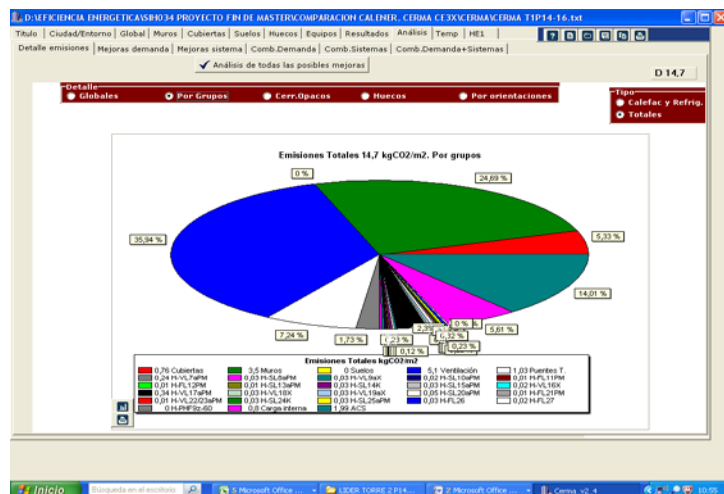 D:\EFICIENCIA ENERGETICA\SIH034 PROYECTO FIN DE MASTER\COMPARACION CALENER, CERMA CE3X\CERMA\CERMA T1P14-16.txt
Titulo Ciudad/Entorno Global Muros Cubiertas Suelos Huecos Equipos Resultados Análisis Temp HE1
Detalle emisiones Mejoras demanda Mejoras sistema Comb.Demanda Comb.Sistemas Comb.Demanda+Sistemas
Análisis de todas las posibles mejoras
D 14,7
Detalle
Globales Por Grupos Cerr.Opacos Huecos Por orientaciones
Tipo
Calefac y Refrig.
Totales
Emisiones Totales 14,7 kgCO2/m2. Por grupos
0 %
24,69 %
35,94 %
5,33 %
14,01 %
7,24 %
1,73 %
0,23 %
0,12 %
0 %
0,32 %
0,23 %
5,61 %
Emisiones Totales kgCO2/m2
0,76 Cubiertas 3,5 Muros 0 Suelos 5,1 Ventilación 1,03 Puentes T.
0,24 H-VL7aPM 0,03 H-SL8aPM 0,03 H-VL9aX 0,02 H-SL10aPM 0,01 H-FL11PM
0,01 H-FL12PM 0,01 H-SL13aPM 0,03 H-SL14K 0,03 H-SL15aPM 0,02 H-VL16X
0,34 H-VL17aPM 0,03 H-VL18X 0,03 H-VL19aX 0,05 H-SL20aPM 0,01 H-FL21PM
0,01 H-VL22/23aPM 0,03 H-SL24K 0,03 H-SL25aPM 0,03 H-FL26 0,02 H-FL27
0 H-PHF9z-6D 0,8 Carga interna 1,99 ACS
Inicio Búsqueda en el escritorio 5 Microsoft Office ... LIDER TORRE 2 P14... 2 Microsoft Office ... Cerma v2 4 10:55